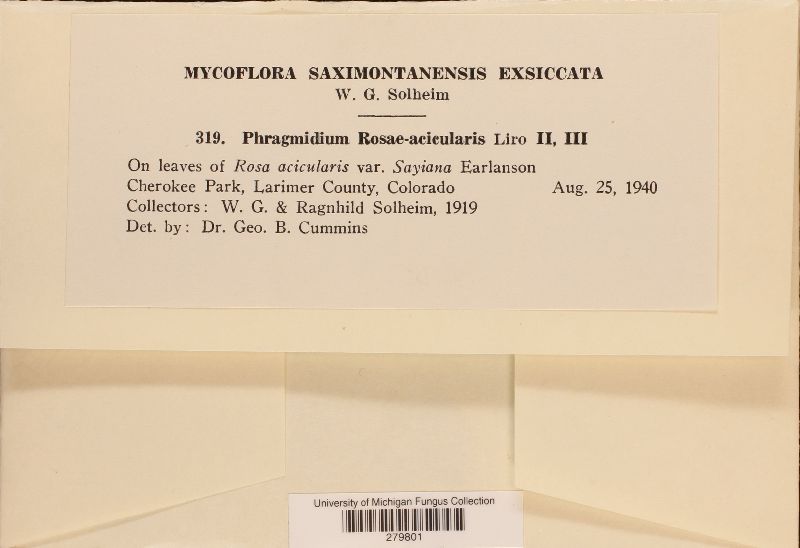 MYCOFLORA SAXIMONTANENSIS EXSICCATA
W. G. Solheim
319. Phragmidium Rosae-acicularis Liro II, III
On leaves of Rosa acicularis var. Sayiana Earlanson
Cherokee Park, Larimer County, Colorado Aug. 25, 1940
Collectors: W. G. & Ragnhild Solheim, 1919
Det. by: Dr. Geo. B. Cummins
University of Michigan Fungus Collection
279801